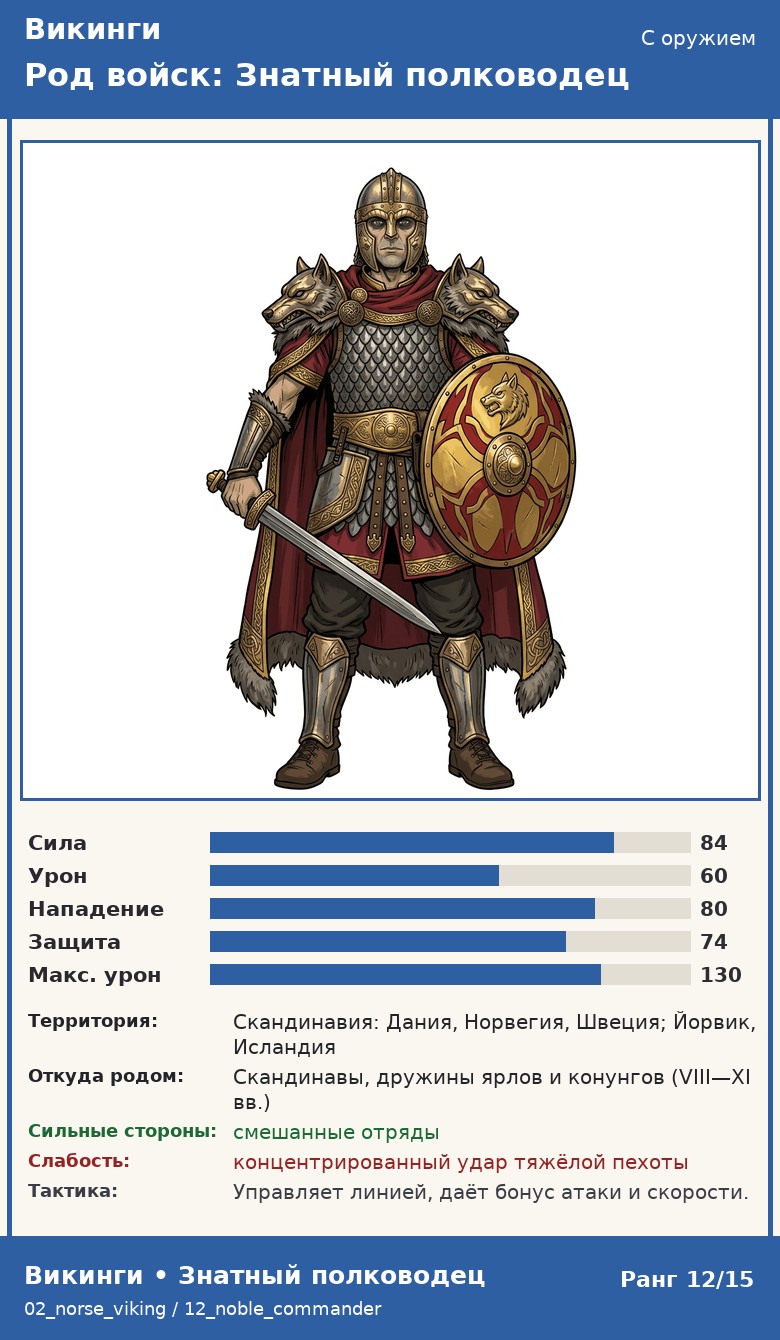 Викинги
С оружием
Род войск: Знатный полководец
Сила 84
Урон 60
Нападение 80
Защита 74
Макс. урон 130
Территория: Скандинавия: Дания, Норвегия, Швеция; Йорвик,
Исландия
Откуда родом: Скандинавы, дружины ярлов и конунгов (VIII—XI
вв.)
Сильные стороны: смешанные отряды
Слабость: концентрированный удар тяжёлой пехоты
Тактика: Управляет линией, даёт бонус атаки и скорости.
Викинги • Знатный полководец
Ранг 12/15
02_norse_viking / 12_noble_commander